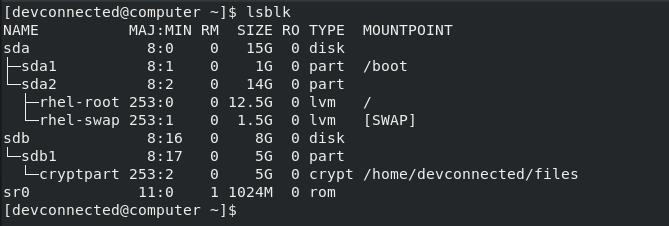 [devconnected@computer ~]$ lsblk
NAME          MAJ:MIN RM  SIZE RO TYPE  MOUNTPOINT
sda             8:0    0   15G  0 disk
├─sda1          8:1    0    1G  0 part  /boot
└─sda2          8:2    0   14G  0 part
  ├─rhel-root 253:0    0 12.5G  0 lvm   /
  └─rhel-swap 253:1    0  1.5G  0 lvm   [SWAP]
sdb             8:16   0    8G  0 disk
└─sdb1          8:17   0    5G  0 part
  └─cryptpart 253:2    0    5G  0 crypt /home/devconnected/files
sr0            11:0    1 1024M  0 rom
[devconnected@computer ~]$